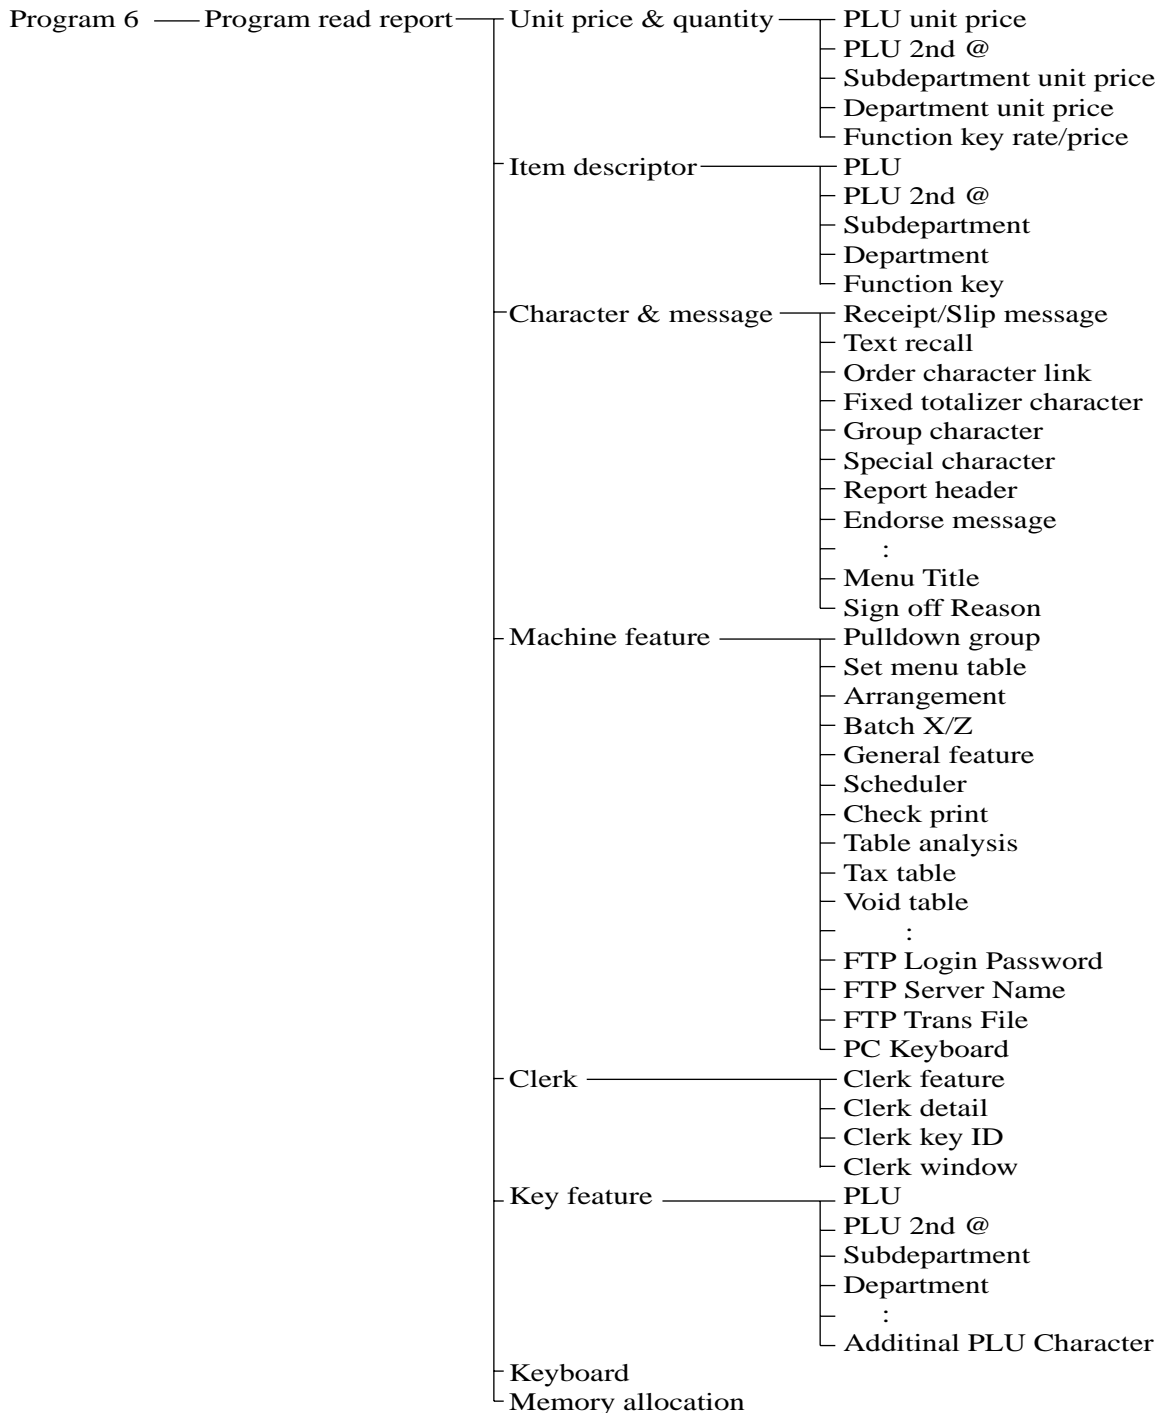 Program 6 Program read report Unit price & quantity PLU unit price
PLU 2nd @
Subdepartment unit price
Department unit price
Function key rate/price
Item descriptor PLU
PLU 2nd @
Subdepartment
Department
Function key
Character & message Receipt/Slip message
Text recall
Order character link
Fixed totalizer character
Group character
Special character
Report header
Endorse message
:
Menu Title
Sign off Reason
Machine feature Pulldown group
Set menu table
Arrangement
Batch X/Z
General feature
Scheduler
Check print
Table analysis
Tax table
Void table
:
FTP Login Password
FTP Server Name
FTP Trans File
PC Keyboard
Clerk Clerk feature
Clerk detail
Clerk key ID
Clerk window
Key feature PLU
PLU 2nd @
Subdepartment
Department
:
Additinal PLU Character
Keyboard
Memory allocation